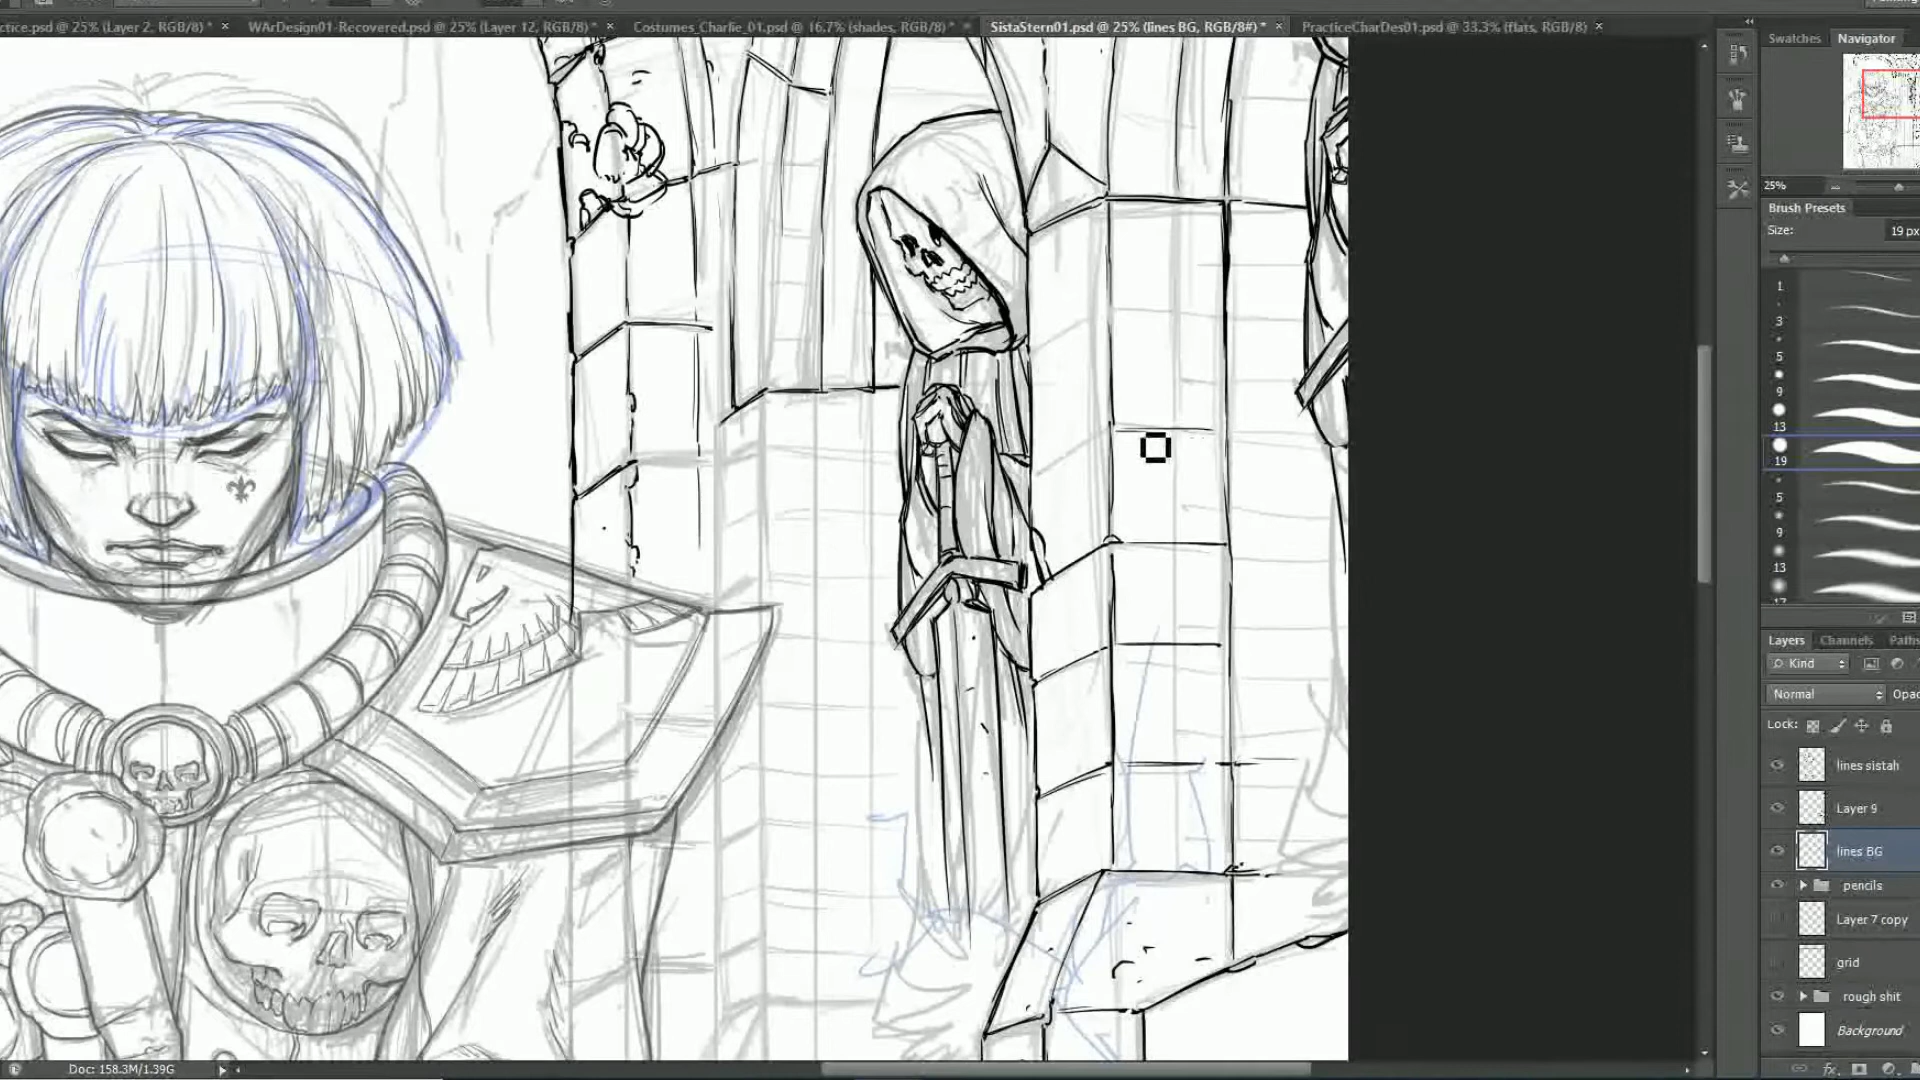 ctice.psd @ 25% (Layer 2, RGB/8) * × WArDesign01-Recovered.psd @ 25% (Layer 12, RGB/8) * × Costumes_Charlie_01.psd @ 16.7% (shades, RGB/8) * × SistaStern01.psd @ 25% (lines BG, RGB/8#) * × PracticeCharDes01.psd @ 33.3% (flats, RGB/8) ×
Swatches Navigator
25%
Brush Presets
Size: 19 px
1
3
5
9
13
19
5
9
13
17
Layers Channels Paths
Kind
Normal Opac
Lock:
lines sistah
Layer 9
lines BG
pencils
Layer 7 copy
grid
rough shit
Background
fx
Doc: 158.3M/1.39G